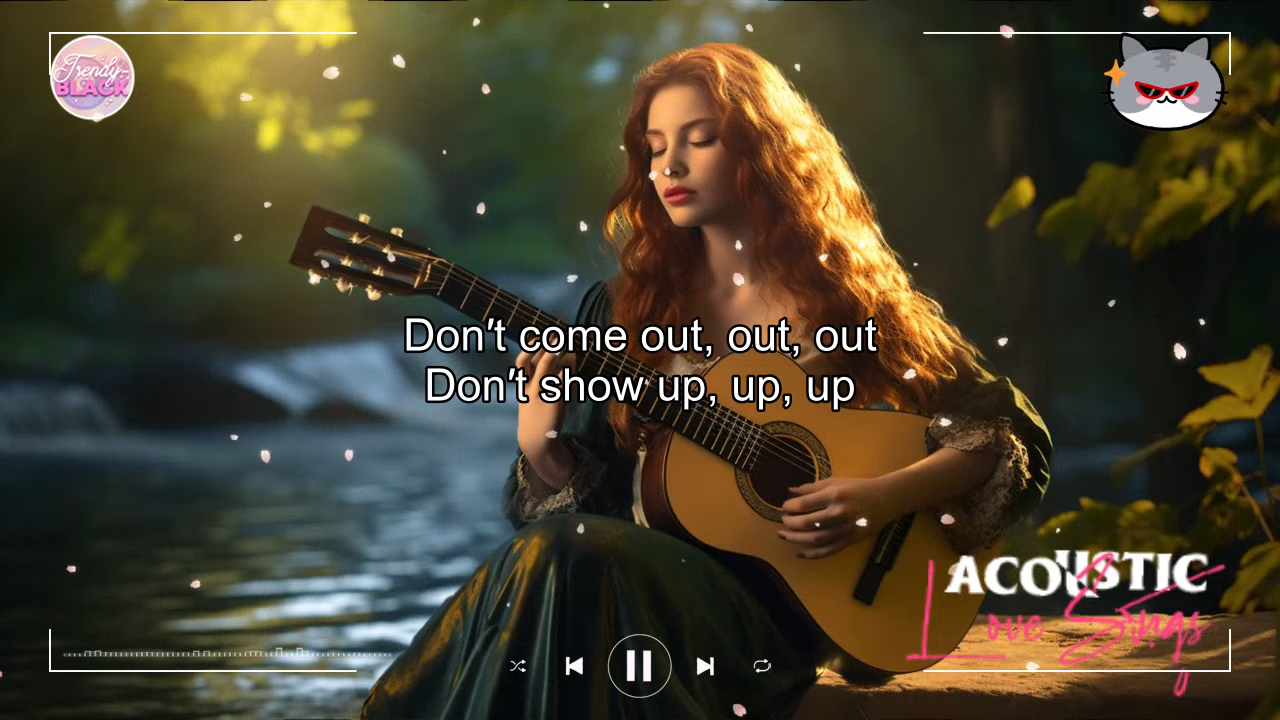 Trendy
BLACK
Don't come out, out, out
Don't show up, up, up
ACOUSTIC
Love Songs